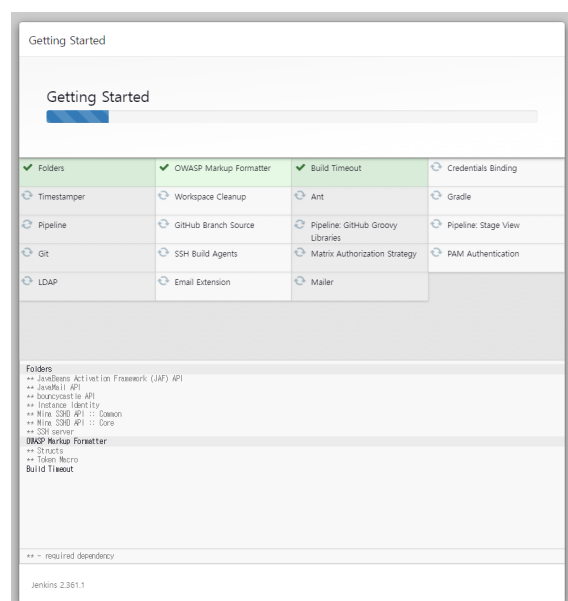 Getting Started
Getting Started
Folders
OWASP Markup Formatter
Build Timeout
Credentials Binding
Timestamper
Workspace Cleanup
Ant
Gradle
Pipeline
GitHub Branch Source
Pipeline: GitHub Groovy
Libraries
Pipeline: Stage View
Git
SSH Build Agents
Matrix Authorization Strategy
PAM Authentication
LDAP
Email Extension
Mailer
Folders
** JavaBeans Activation Framework (JAF) API
** JavaMail API
** bouncycastle API
** Instance Identity
** Mina SSHD API :: Common
** Mina SSHD API :: Core
** SSH server
OWASP Markup Formatter
** Structs
** Token Macro
Build Timeout
** - required dependency
Jenkins 2.361.1